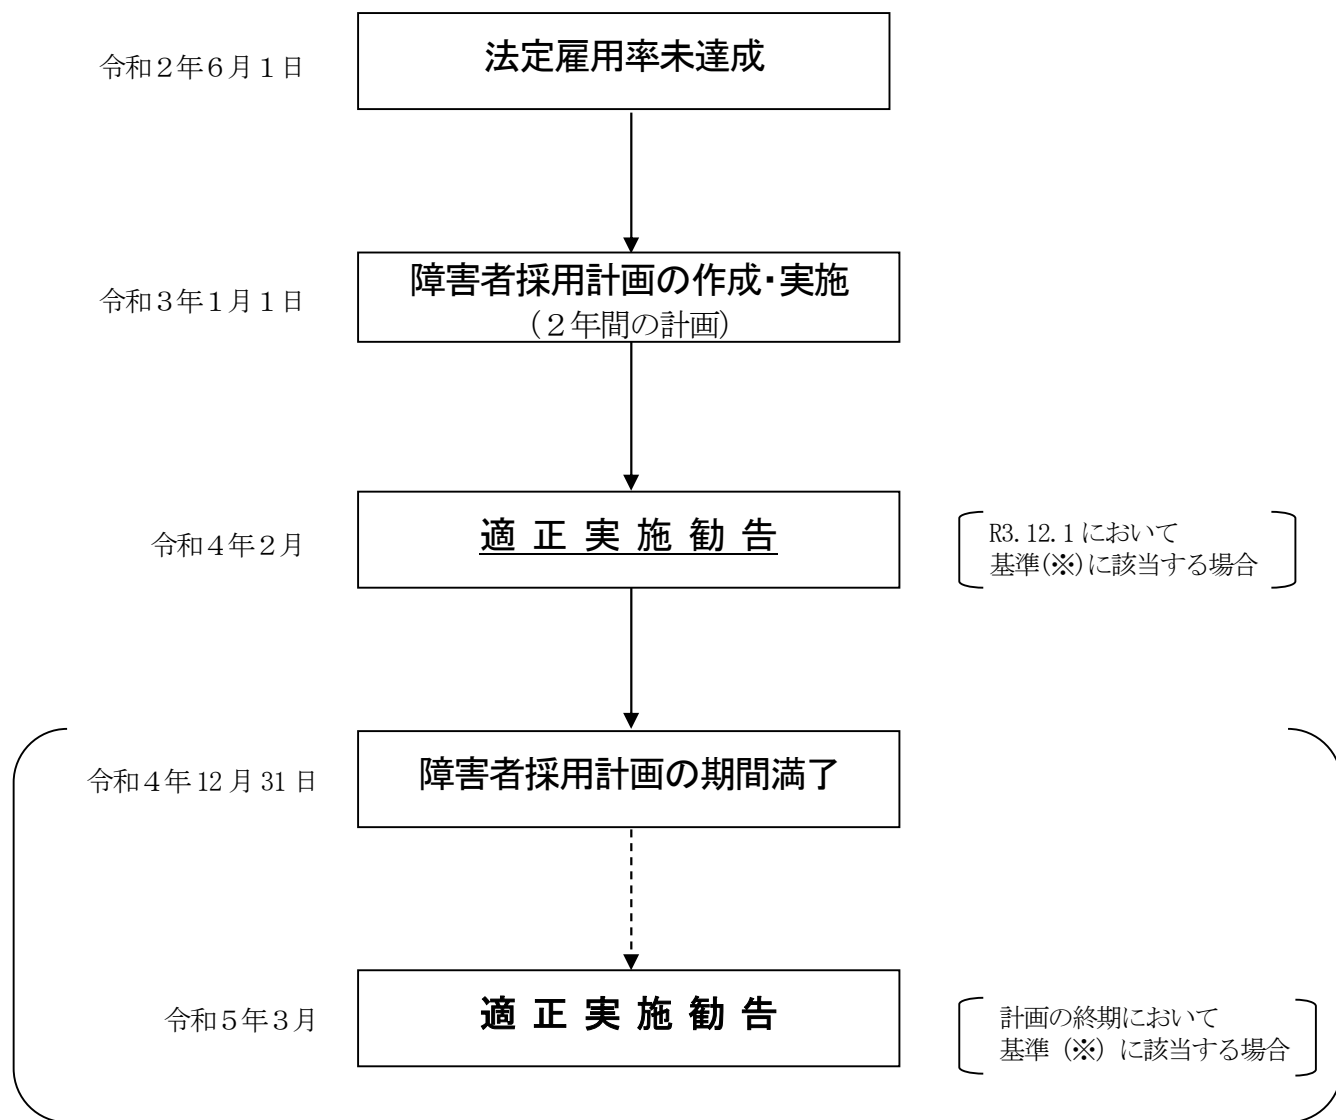 令和２年６月１日
法定雇用率未達成
令和３年１月１日
障害者採用計画の作成・実施
（２年間の計画）
令和４年２月
適 正 実 施 勧 告
R3.12.1 において
基準(※)に該当する場合
令和４年 12 月 31 日
障害者採用計画の期間満了
令和５年３月
適 正 実 施 勧 告
計画の終期において
基準（※）に該当する場合